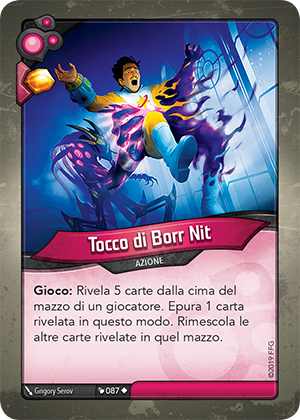 Tocco di Borr Nit
AZIONE
Gioco: Rivela 5 carte dalla cima del
mazzo di un giocatore. Epura 1 carta
rivelata in questo modo. Rimescola le
altre carte rivelate in quel mazzo.
Grigory Serov
087
©2019 FFG